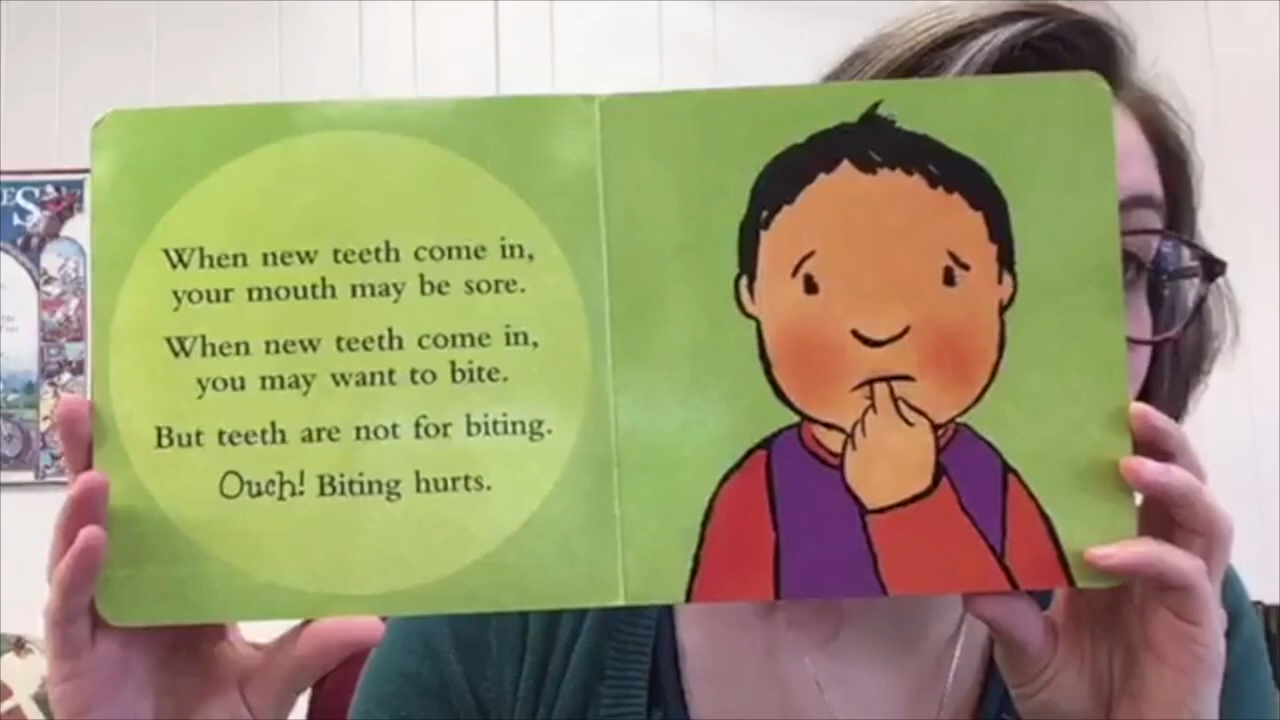 ES
When new teeth come in,
your mouth may be sore.
When new teeth come in,
you may want to bite.
But teeth are not for biting.
Ouch! Biting hurts.